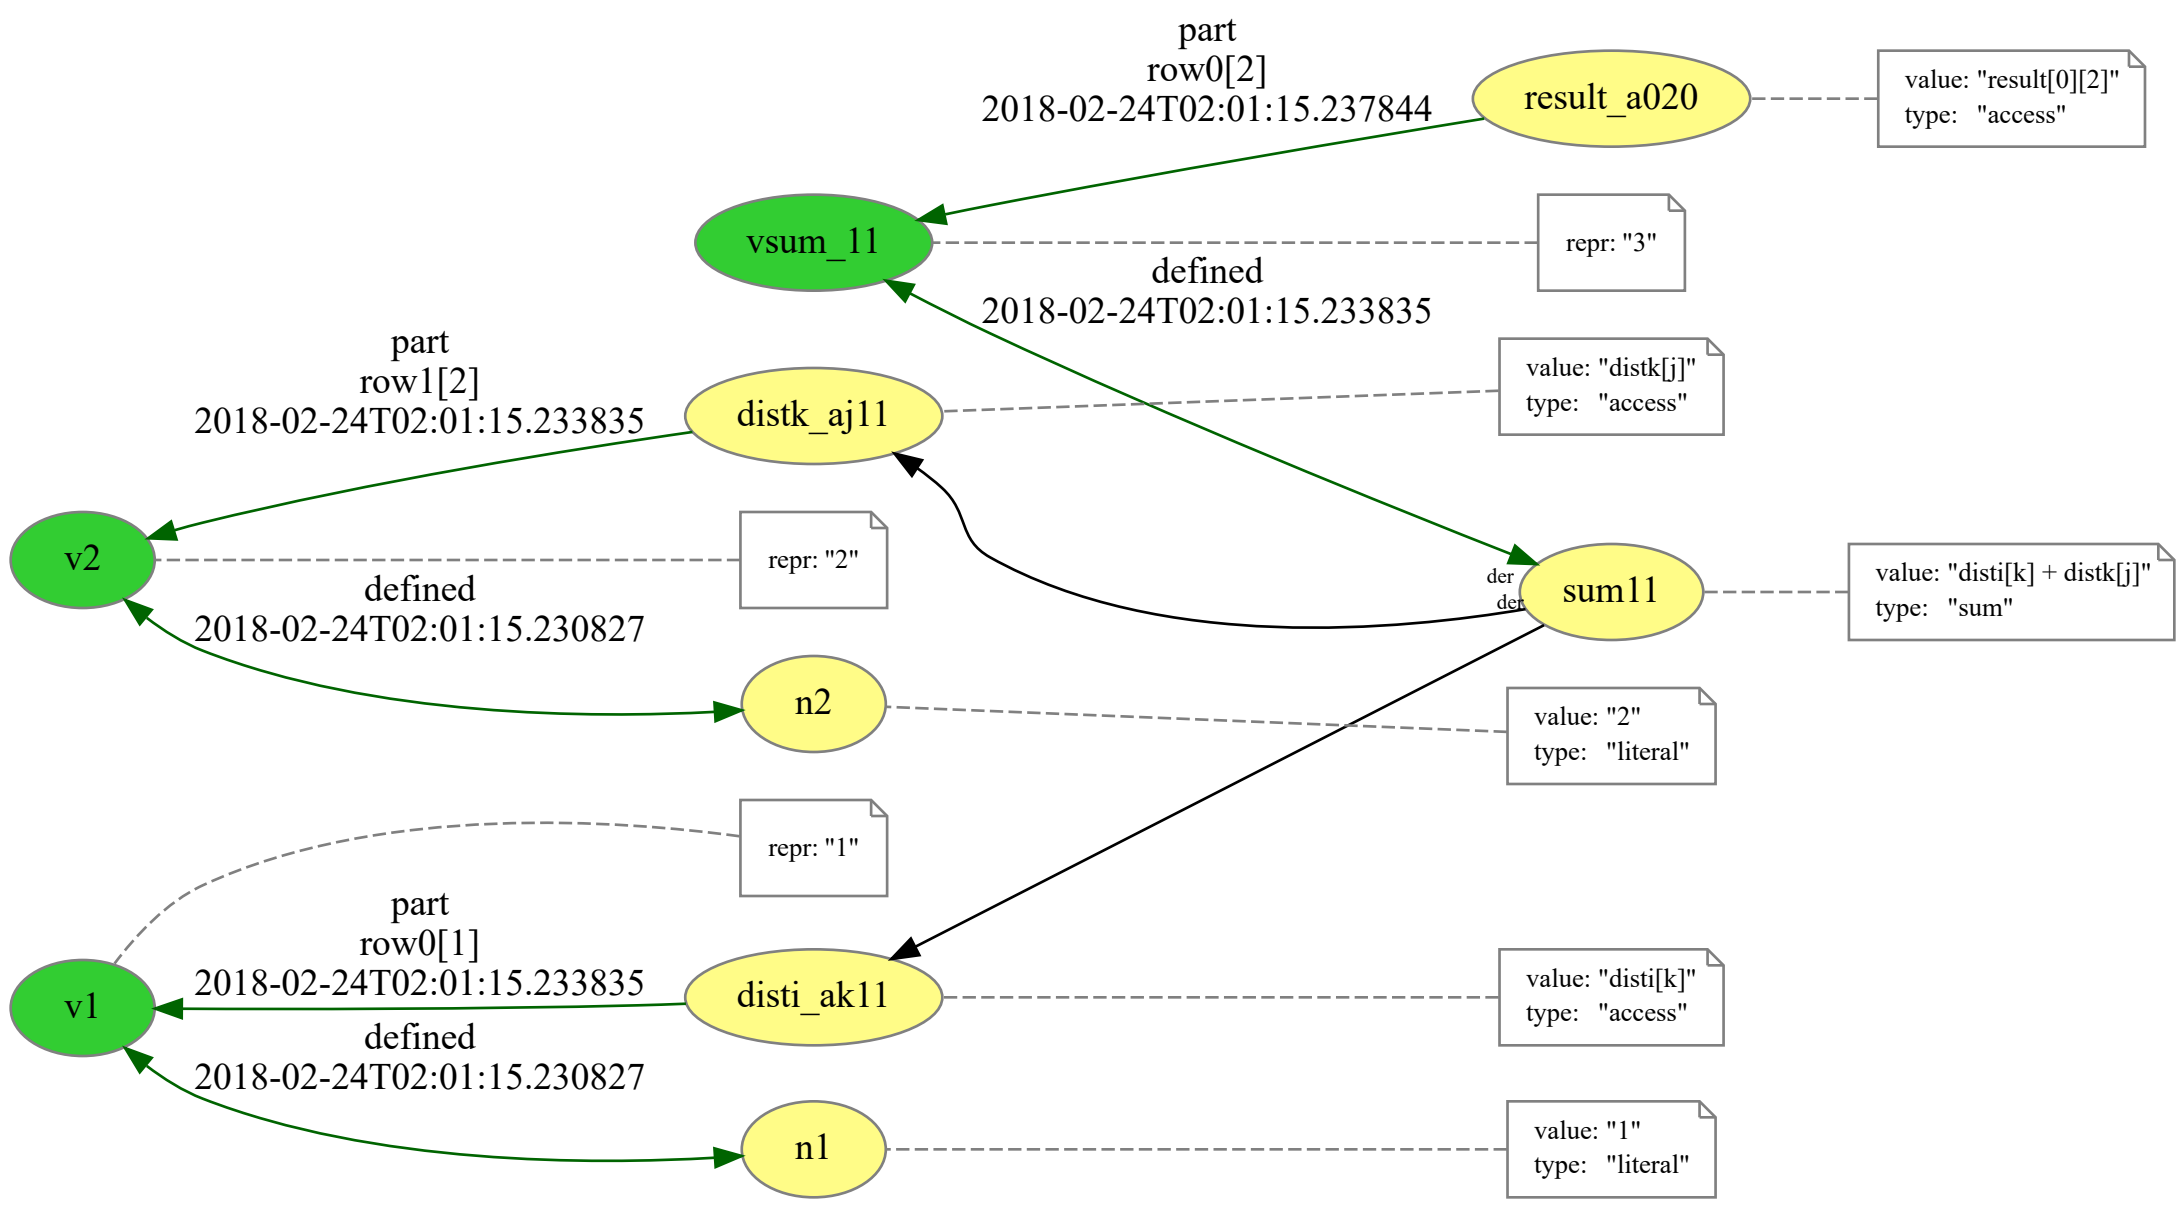 part
row0[2]
2018-02-24T02:01:15.237844
result_a020
value: "result[0][2]"
type: "access"
vsum_11
repr: "3"
defined
2018-02-24T02:01:15.233835
part
row1[2]
2018-02-24T02:01:15.233835
distk_aj11
value: "distk[j]"
type: "access"
v2
repr: "2"
der
der
sum11
value: "disti[k] + distk[j]"
type: "sum"
defined
2018-02-24T02:01:15.230827
n2
value: "2"
type: "literal"
repr: "1"
part
row0[1]
2018-02-24T02:01:15.233835
v1
disti_ak11
value: "disti[k]"
type: "access"
defined
2018-02-24T02:01:15.230827
n1
value: "1"
type: "literal"